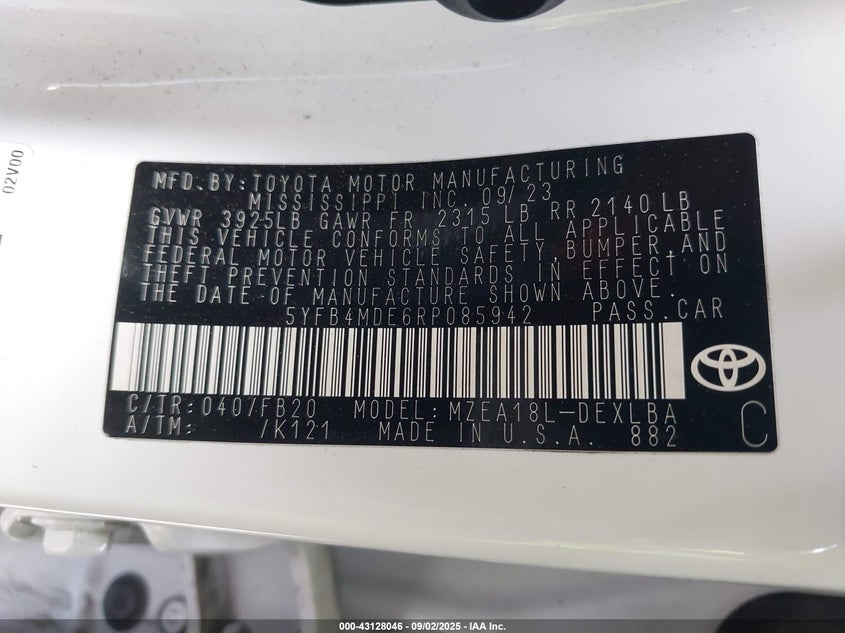 02V00
MFD. BY: TOYOTA MOTOR MANUFACTURING
MISSISSIPPI INC. 09/23
GVWR 3925LB GAWR FR 2315 LB RR 2140 LB
THIS VEHICLE CONFORMS TO ALL APPLICABLE
FEDERAL MOTOR VEHICLE SAFETY, BUMPER, AND
THEFT PREVENTION STANDARDS IN EFFECT ON
THE DATE OF MANUFACTURE SHOWN ABOVE.
5YFB4MDE6RP085942 PASS. CAR
C/TR: 040/FB20 MODEL: MZEA18L-DEXLBA
A/TM: /K121 MADE IN U.S.A. 882 C
000-43128046 - 09/02/2025 - IAA Inc.